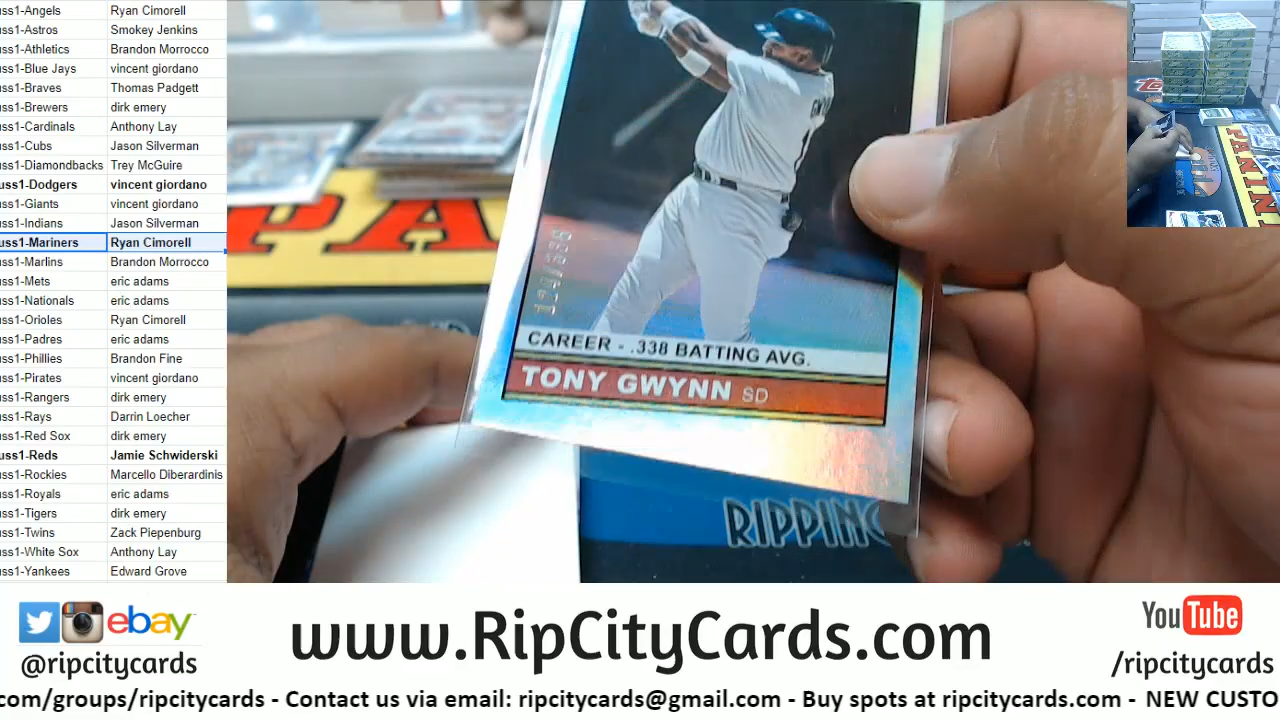 uss1-Angels Ryan Cimorell
uss1-Astros Smokey Jenkins
uss1-Athletics Brandon Morrocco
uss1-Blue Jays vincent giordano
uss1-Braves Thomas Padgett
uss1-Brewers dirk emery
uss1-Cardinals Anthony Lay
uss1-Cubs Jason Silverman
uss1-Diamondbacks Trey McGuire
uss1-Dodgers vincent giordano
uss1-Giants vincent giordano
uss1-Indians Jason Silverman
uss1-Mariners Ryan Cimorell
uss1-Marlins Brandon Morrocco
uss1-Mets eric adams
uss1-Nationals eric adams
uss1-Orioles Ryan Cimorell
uss1-Padres eric adams
uss1-Phillies Brandon Fine
uss1-Pirates vincent giordano
uss1-Rangers dirk emery
uss1-Rays Darrin Loecher
uss1-Red Sox dirk emery
uss1-Reds Jamie Schwiderski
uss1-Rockies Marcello Diberardinis
uss1-Royals eric adams
uss1-Tigers dirk emery
uss1-Twins Zack Piepenburg
uss1-White Sox Anthony Lay
uss1-Yankees Edward Grove
PA
CAREER - .338 BATTING AVG.
TONY GWYNN SD
RIPPING
PANINI
ebay
@ripcitycards
www.RipCityCards.com
YouTube
/ripcitycards
com/groups/ripcitycards - Contact us via email: ripcitycards@gmail.com - Buy spots at ripcitycards.com - NEW CUSTO